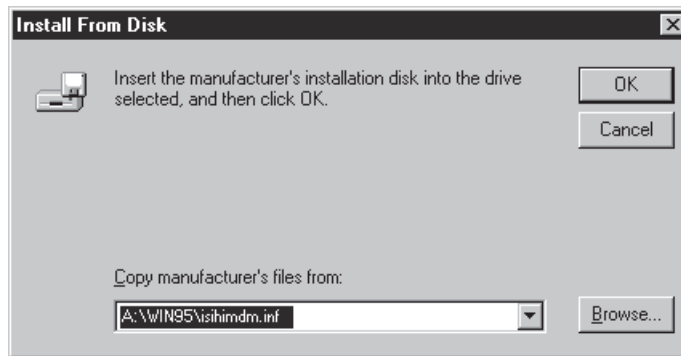 Install From Disk
Insert the manufacturer's installation disk into the drive
selected, and then click OK.
OK
Cancel
Copy manufacturer's files from:
A:\WIN95\isihimdm.inf
Browse...